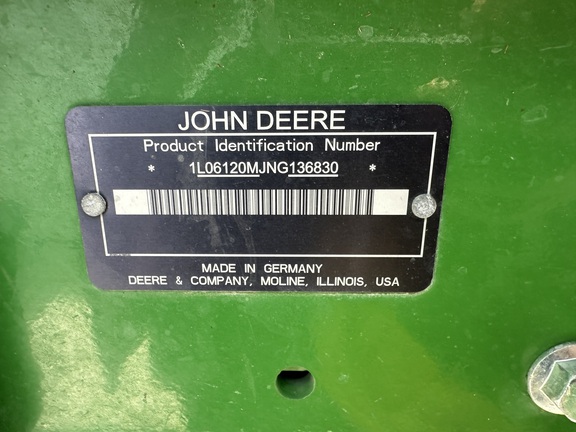 JOHN DEERE
Product Identification Number
* 1L06120MJNG136830 *
MADE IN GERMANY
DEERE & COMPANY, MOLINE, ILLINOIS, USA